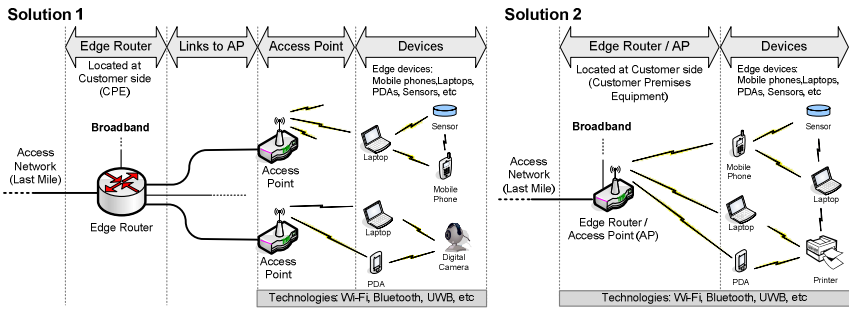 Solution 1
Edge Router
Links to AP
Access Point
Devices
Located at
Customer side
(CPE)
Edge devices:
Mobile phones,Laptops,
PDAs, Sensors, etc
Broadband
Access
Network
(Last Mile)
Edge Router
Access
Point
Access
Point
Laptop
Sensor
Mobile
Phone
Laptop
Digital
Camera
PDA
Technologies: Wi-Fi, Bluetooth, UWB, etc
Solution 2
Edge Router / AP
Devices
Located at Customer side
(Customer Premises
Equipment)
Edge devices:
Mobile phones,Laptops,
PDAs, Sensors, etc
Broadband
Access
Network
(Last Mile)
Edge Router /
Access Point (AP)
Sensor
Mobile
Phone
Laptop
Laptop
PDA
Printer
Technologies: Wi-Fi, Bluetooth, UWB, etc